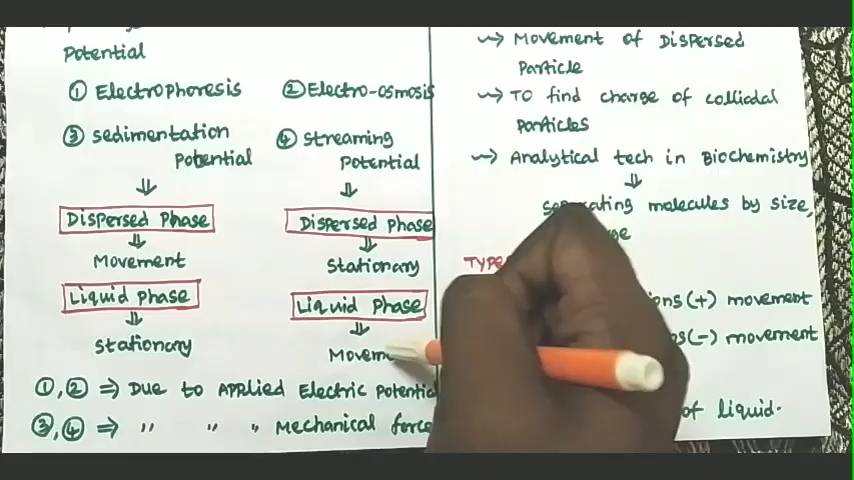 Potential
① Electrophoresis
② Electro-osmosis
③ sedimentation
Potential
④ streaming
Potential
⇓
⇓
Dispersed Phase
Dispersed Phase
⇓
⇓
Movement
Stationary
Liquid Phase
Liquid Phase
⇓
⇓
Stationary
①,② ⇒ Due to Applied Electric Potential
③,④ ⇒ " " " Mechanical force
Movement of Dispersed
Particle
To find charge of colliodal
Particles
Analytical tech in Biochemistry
⇓
molecules by size,
(+) movement
(-) movement
of liquid.